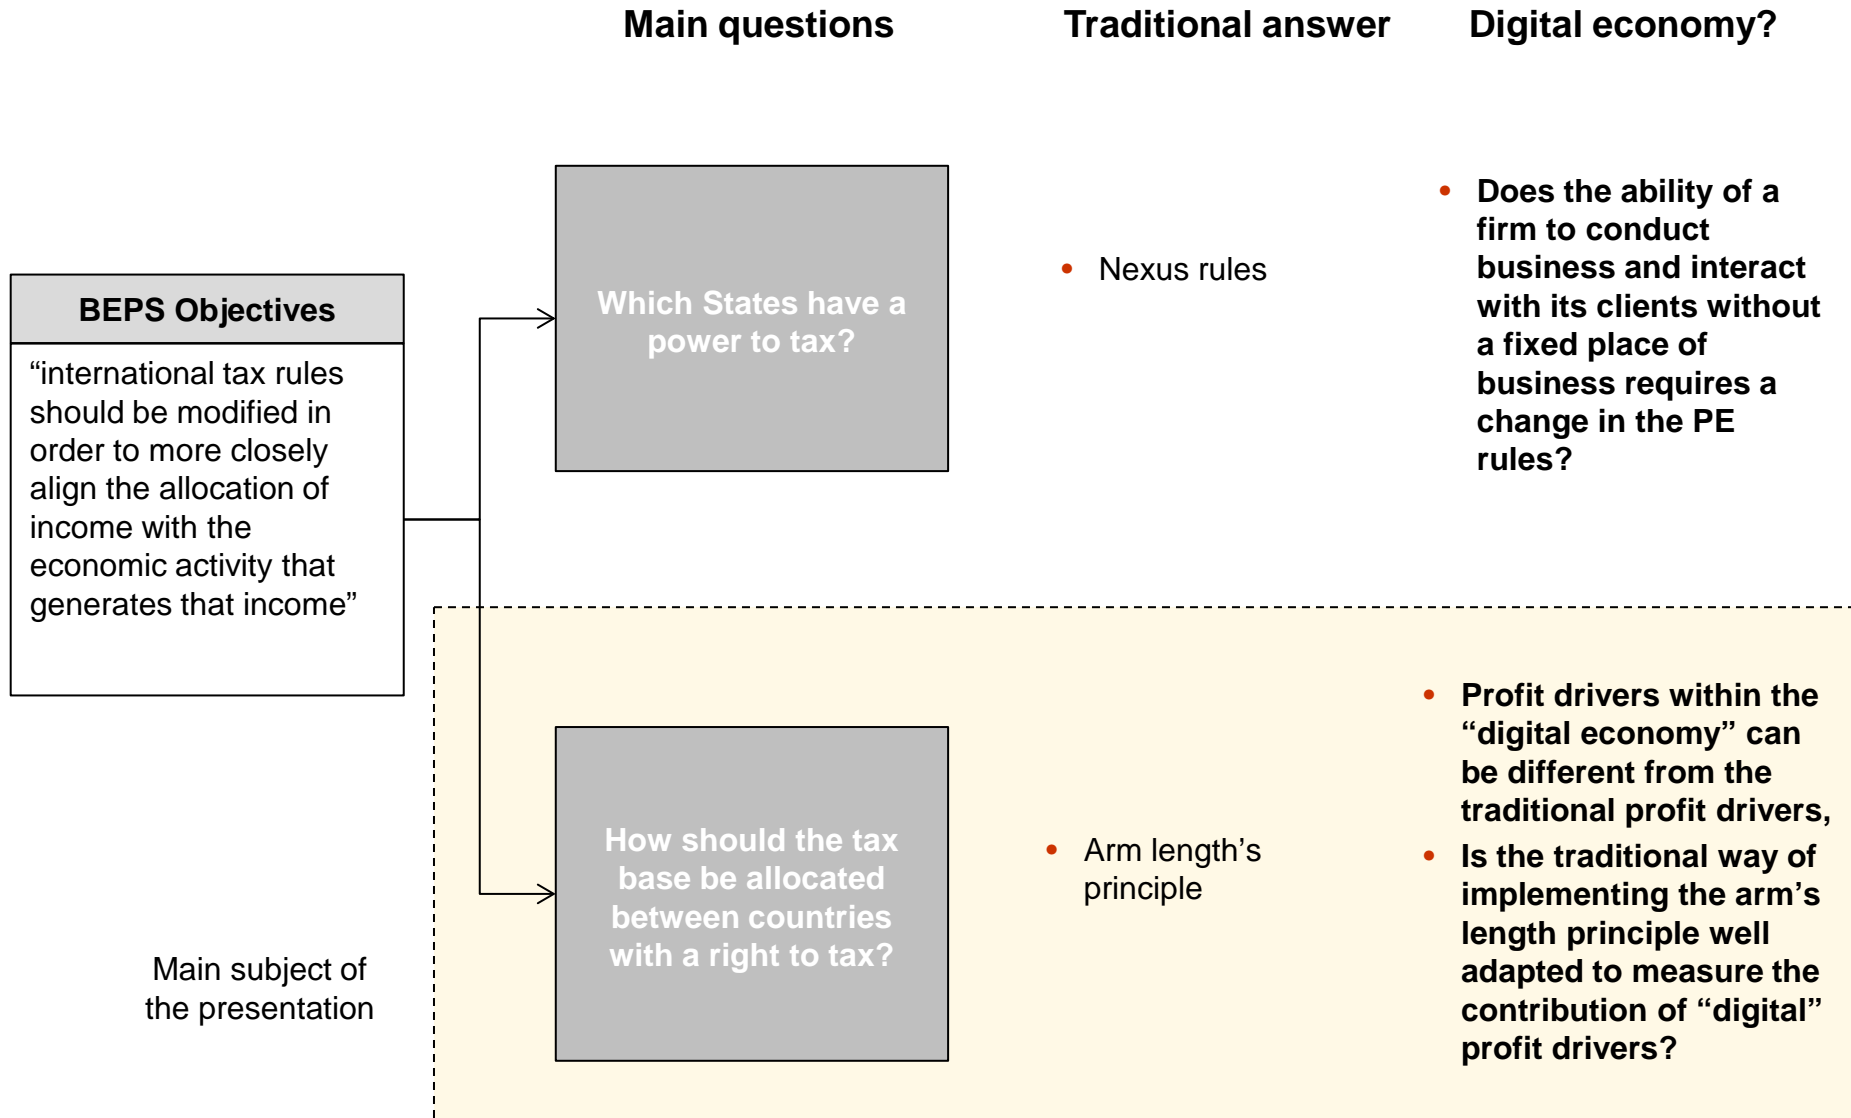 Main questions
Traditional answer
Digital economy?
BEPS Objectives
“international tax rules
should be modified in
order to more closely
align the allocation of
income with the
economic activity that
generates that income”
Which States have a
power to tax?
• Nexus rules
• Does the ability of a
firm to conduct
business and interact
with its clients without
a fixed place of
business requires a
change in the PE
rules?
Main subject of
the presentation
How should the tax
base be allocated
between countries
with a right to tax?
• Arm length’s
principle
• Profit drivers within the
“digital economy” can
be different from the
traditional profit drivers,
• Is the traditional way of
implementing the arm’s
length principle well
adapted to measure the
contribution of “digital”
profit drivers?